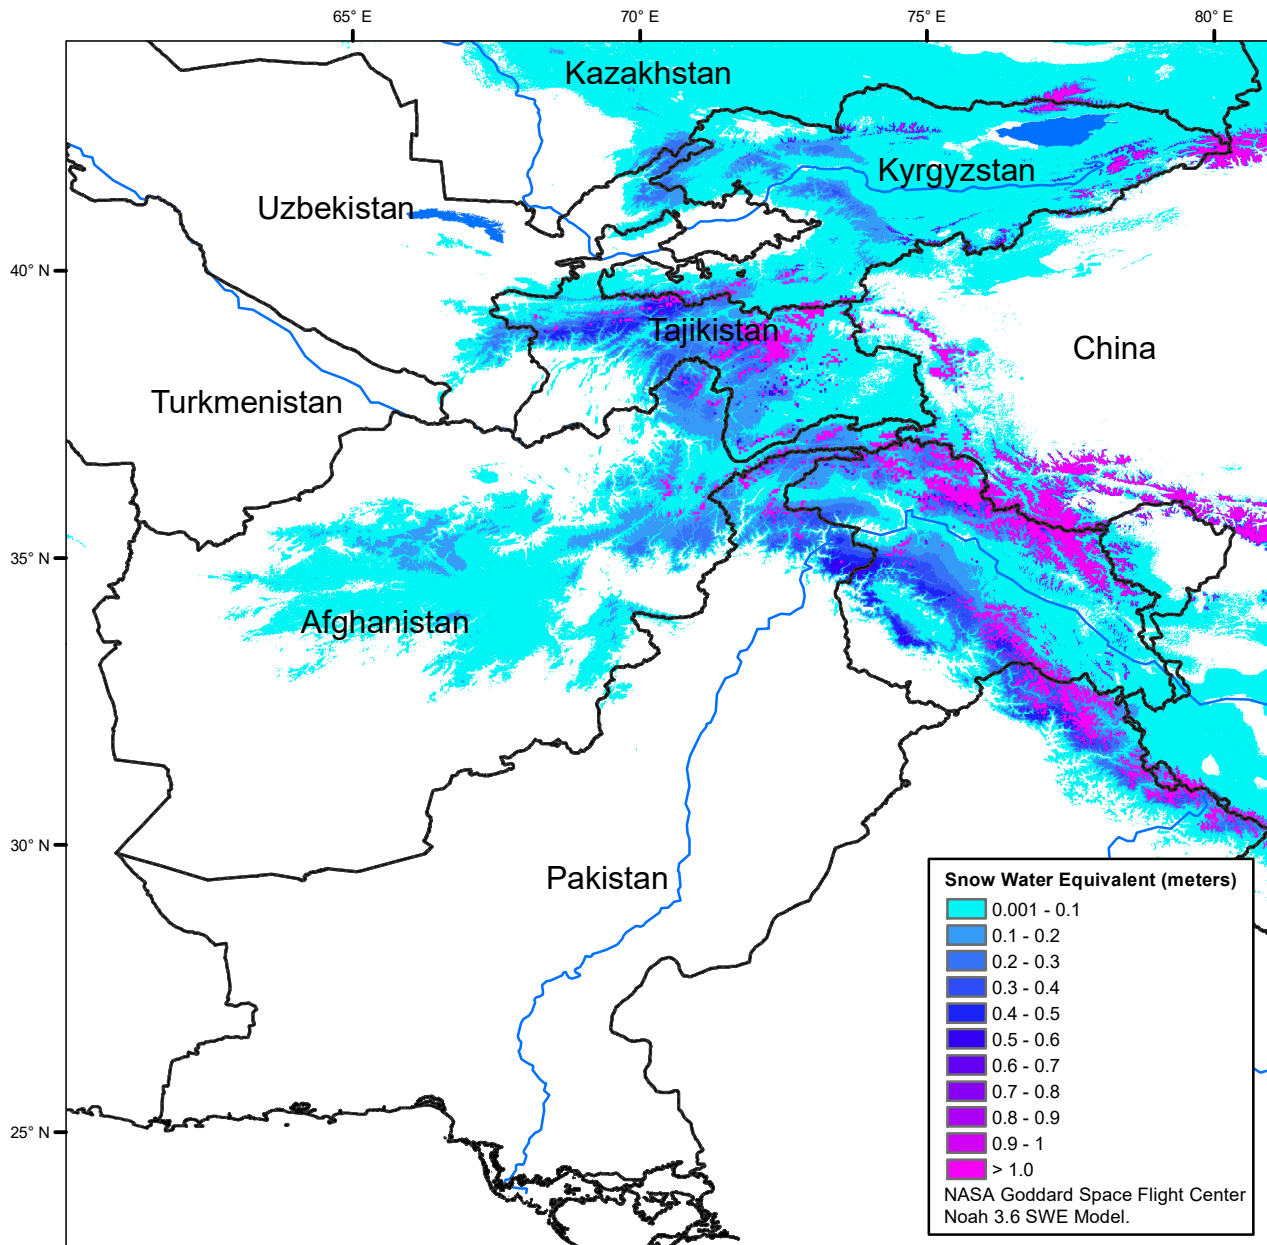 65° E
70° E
75° E
80° E
Kazakhstan
Kyrgyzstan
Uzbekistan
40° N
Tajikistan
China
Turkmenistan
35° N
Afghanistan
30° N
Pakistan
Snow Water Equivalent (meters)
0.001 - 0.1
0.1 - 0.2
0.2 - 0.3
0.3 - 0.4
0.4 - 0.5
0.5 - 0.6
0.6 - 0.7
0.7 - 0.8
0.8 - 0.9
0.9 - 1
> 1.0
25° N
NASA Goddard Space Flight Center
Noah 3.6 SWE Model.